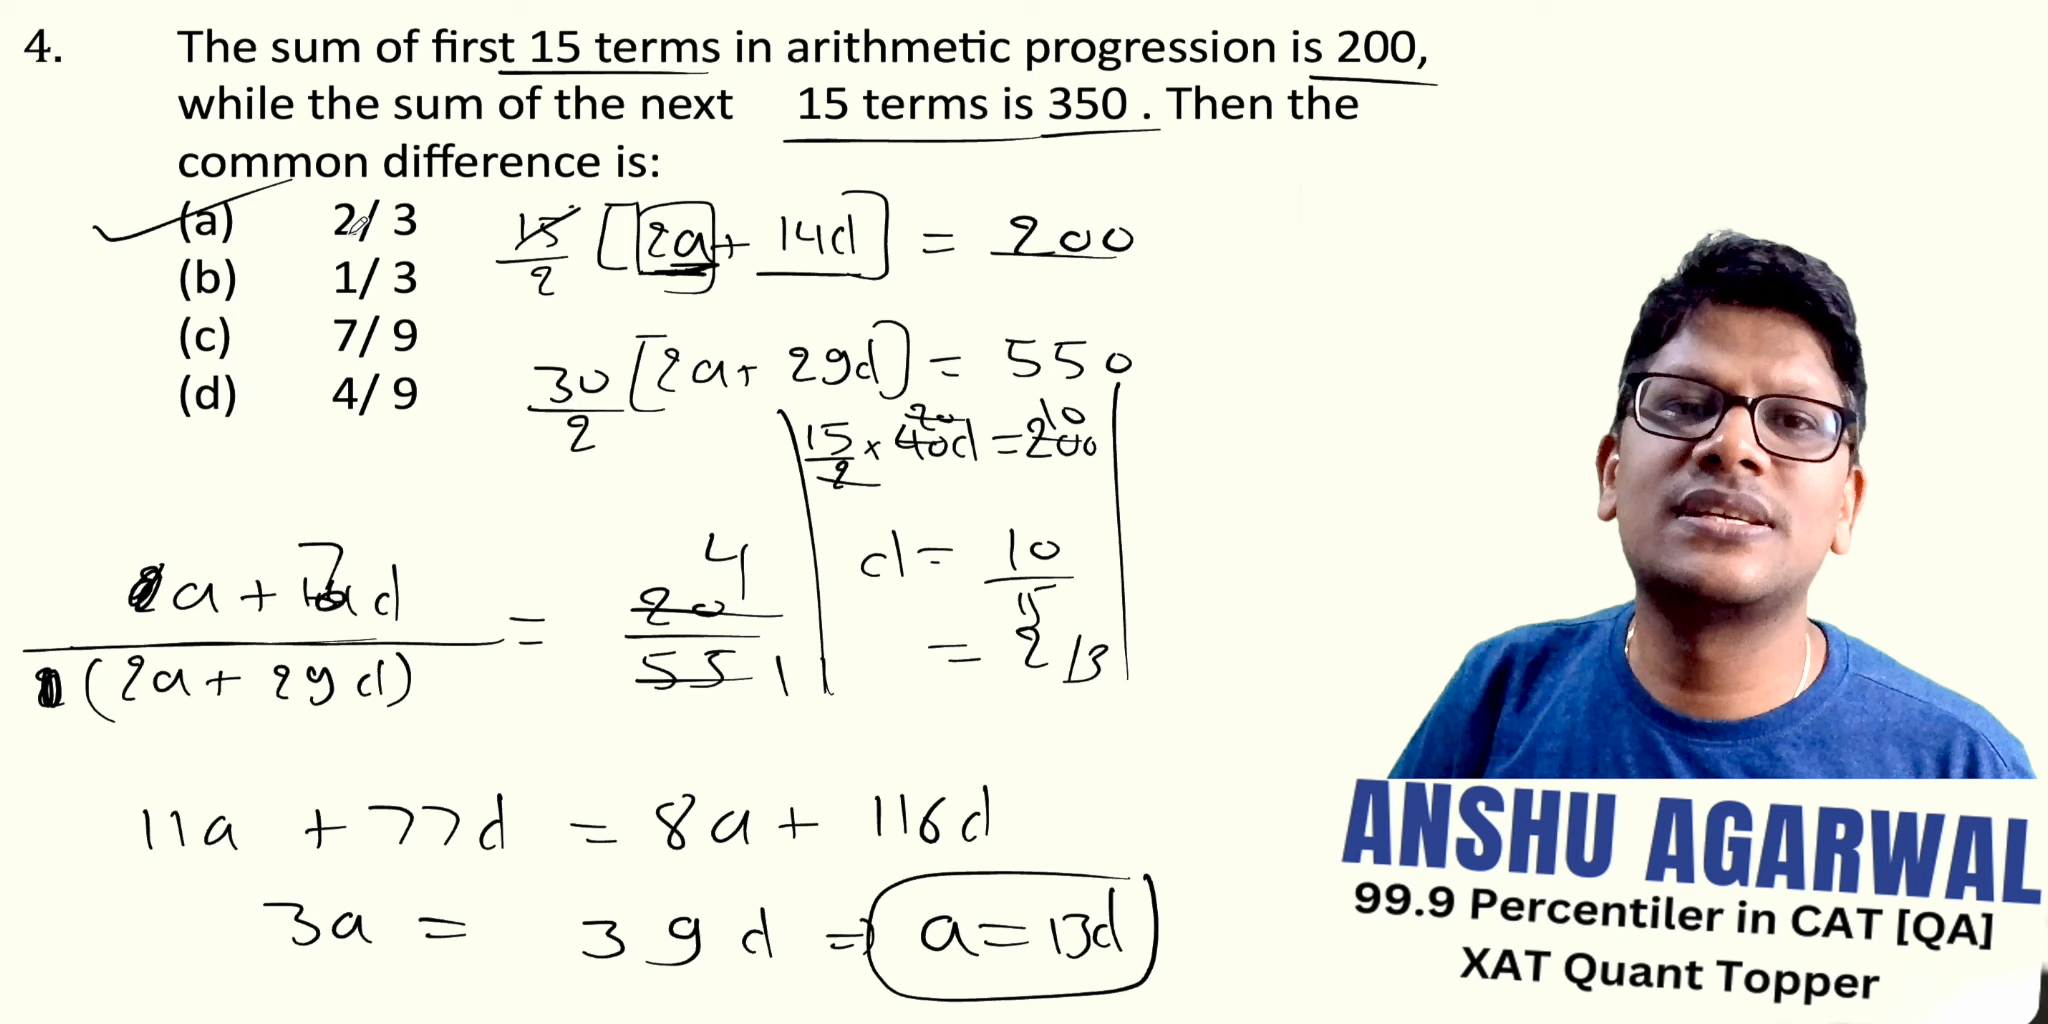 4. The sum of first 15 terms in arithmetic progression is 200,
while the sum of the next 15 terms is 350 . Then the
common difference is:
(a) 2/ 3
(b) 1/ 3
(c) 7/ 9
(d) 4/ 9
15/2 [2a+ 14d] = 200
30/2 [2a+ 29d] = 550
15/2 × 40d = 200
20 10
d = 10/15
= 2/3
a + 7d / (2a + 29d) = 20/55
4
11
11a + 77d = 8a + 116d
3a = 39d ⇒ a = 13d
ANSHU AGARWAL
99.9 Percentiler in CAT [QA]
XAT Quant Topper